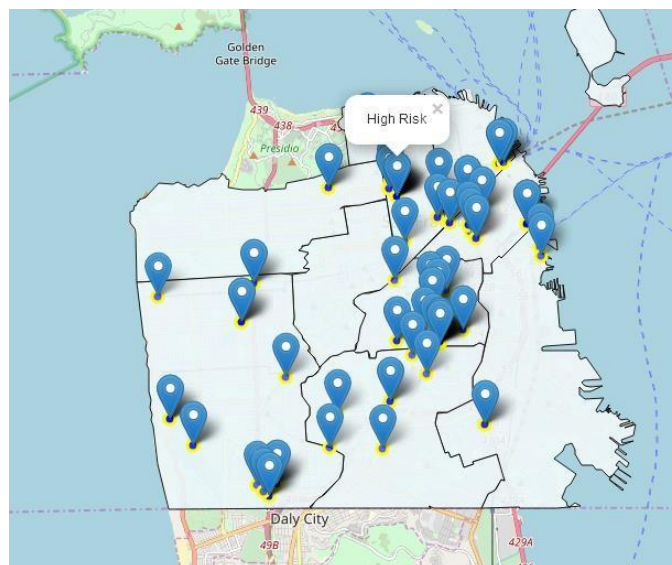 Golden
Gate Bridge
439
438
Presidio
High Risk
×
Daly City
49B
429A